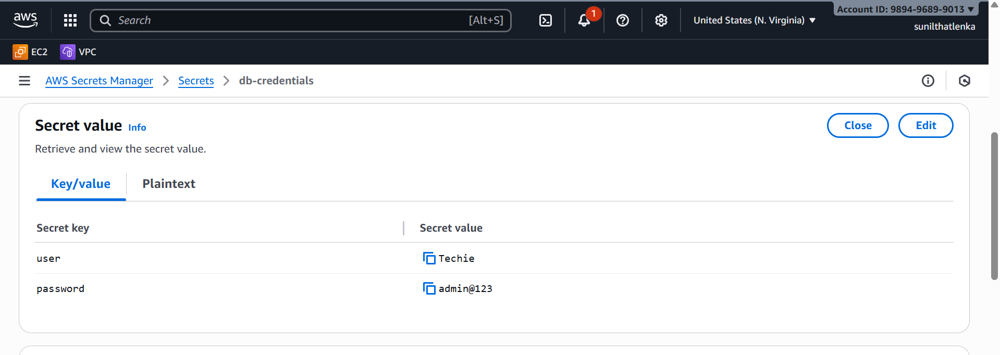 aws
Search [Alt+S]
1
United States (N. Virginia)
Account ID: 9894-9689-9013
sunilthatlenka
EC2 VPC
AWS Secrets Manager Secrets db-credentials
Secret value Info
Close Edit
Retrieve and view the secret value.
Key/value Plaintext
Secret key Secret value
user Techie
password admin@123